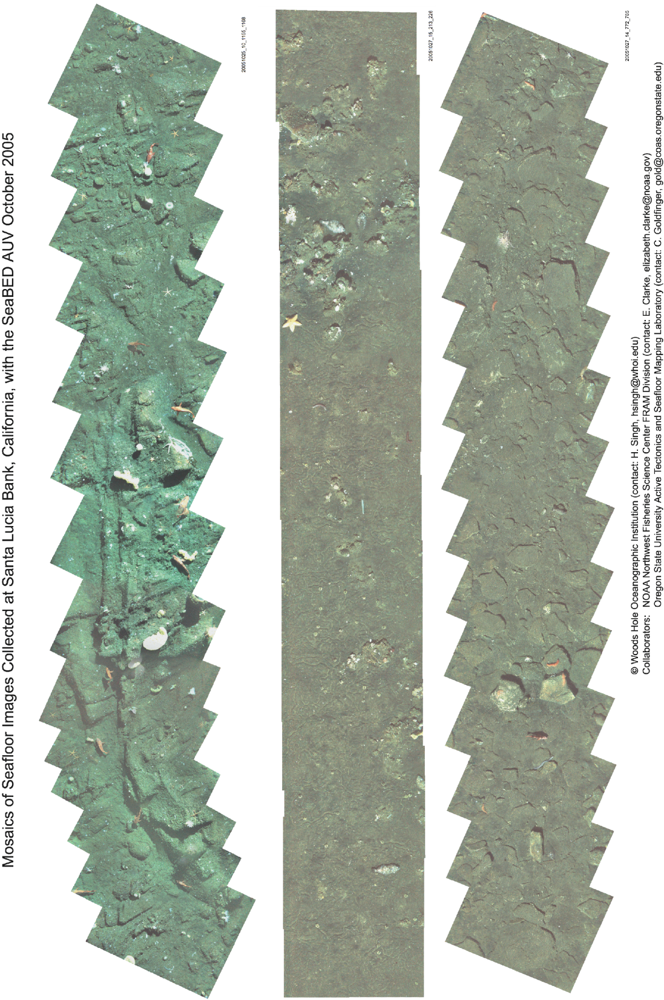 Mosaics of Seafloor Images Collected at Santa Lucia Bank, California, with the SeaBED AUV October 2005
20051025_10_1155_1168
20051027_15_213_226
20051027_14_772_785
© Woods Hole Oceanographic Institution (contact: H. Singh, hsingh@whoi.edu)
Collaborators: NOAA Northwest Fisheries Science Center FRAM Division (contact: E. Clarke, elizabeth.clarke@noaa.gov)
Oregon State University Active Tectonics and Seafloor Mapping Laboratory (contact: C. Goldfinger, gold@coas.oregonstate.edu)